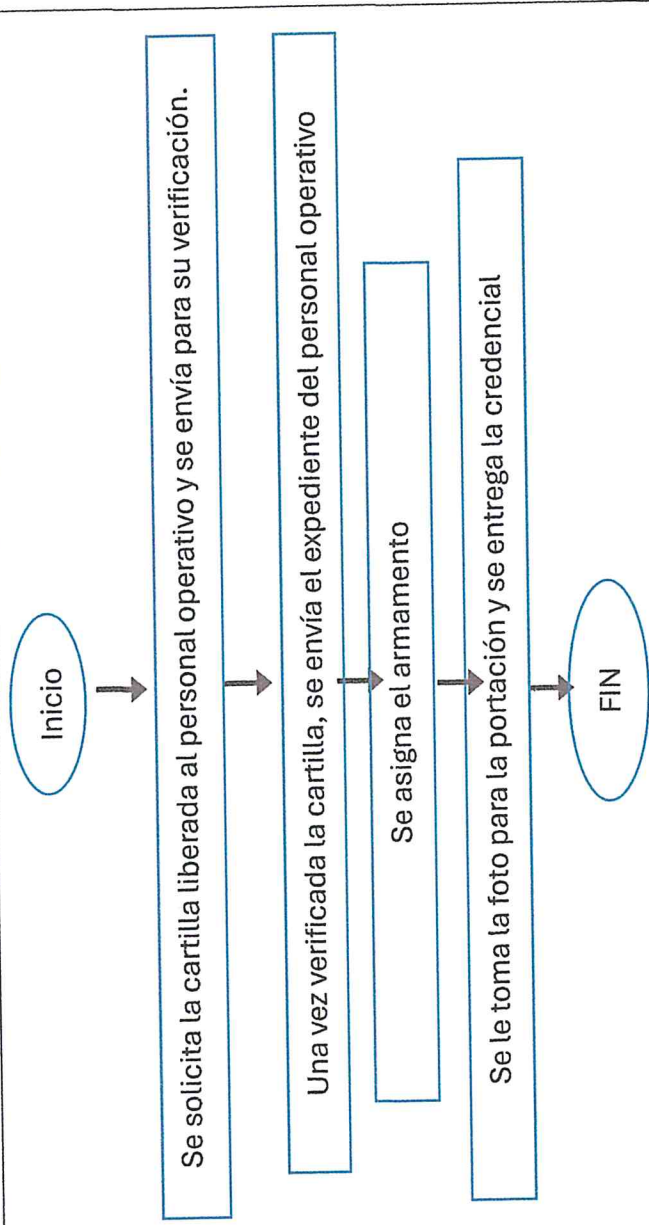 Inicio
Se solicita la cartilla liberada al personal operativo y se envía para su verificación.
Una vez verificada la cartilla, se envía el expediente del personal operativo
Se asigna el armamento
Se le toma la foto para la portación y se entrega la credencial
FIN